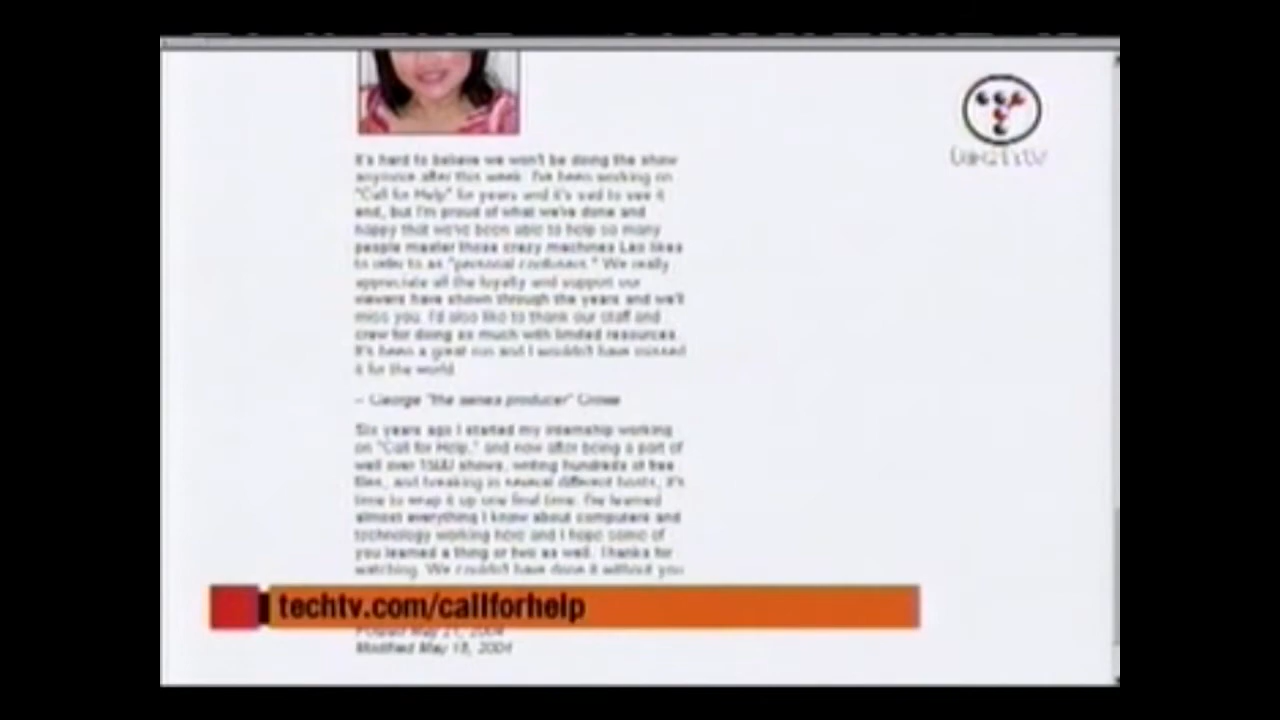 It's hard to believe we won't be doing the show
anymore after this week. I've been working on
"Call for Help" for years and it's sad to see it
end, but I'm proud of what we've done and
happy that we've been able to help so many
people master those crazy machines Leo likes
to refer to as "personal confusers." We really
appreciate all the loyalty and support our
viewers have shown through the years and we'll
miss you. I'd also like to thank our staff and
crew for doing so much with limited resources.
It's been a great run and I wouldn't have missed
it for the world.
– George "the series producer"
Six years ago I started my internship working
on "Call for Help," and now after being a part of
well over 1500 shows, writing hundreds of free
files, and breaking in several different hosts, it's
time to wrap it up one final time. I've learned
almost everything I know about computers and
technology working here and I hope some of
you learned a thing or two as well. Thanks for
watching. We couldn't have done it without you
techtv.com/callforhelp
Posted May 21, 2004
Modified May 18, 2004
techtv